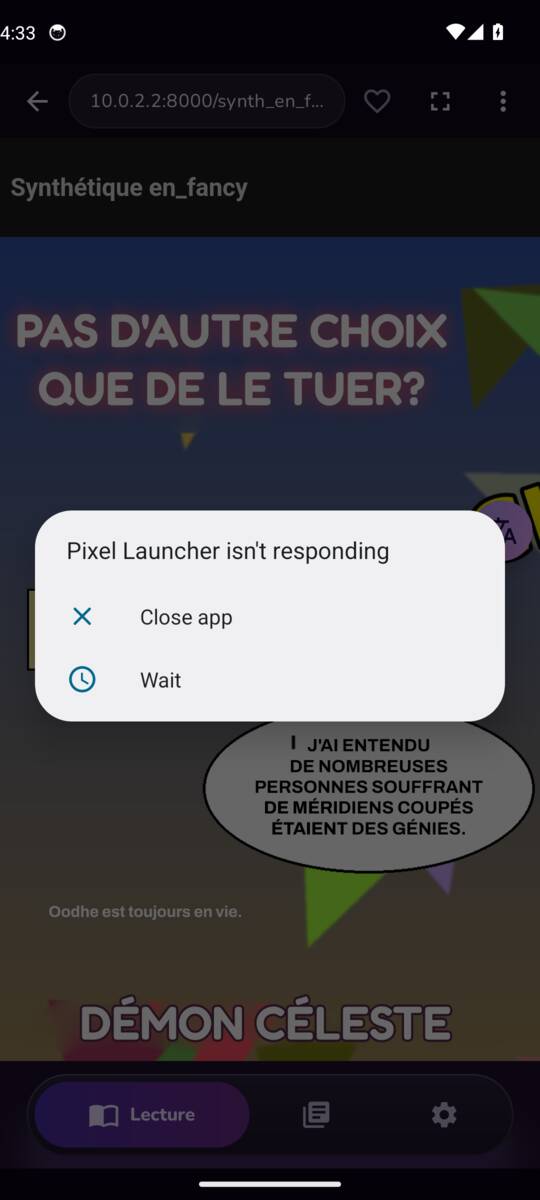 4:33
10.0.2.2:8000/synth_en_f...
Synthétique en_fancy
PAS D'AUTRE CHOIX
QUE DE LE TUER?
Pixel Launcher isn't responding
Close app
Wait
J'AI ENTENDU
DE NOMBREUSES
PERSONNES SOUFFRANT
DE MÉRIDIENS COUPÉS
ÉTAIENT DES GÉNIES.
Oodhe est toujours en vie.
DÉMON CÉLESTE
Lecture